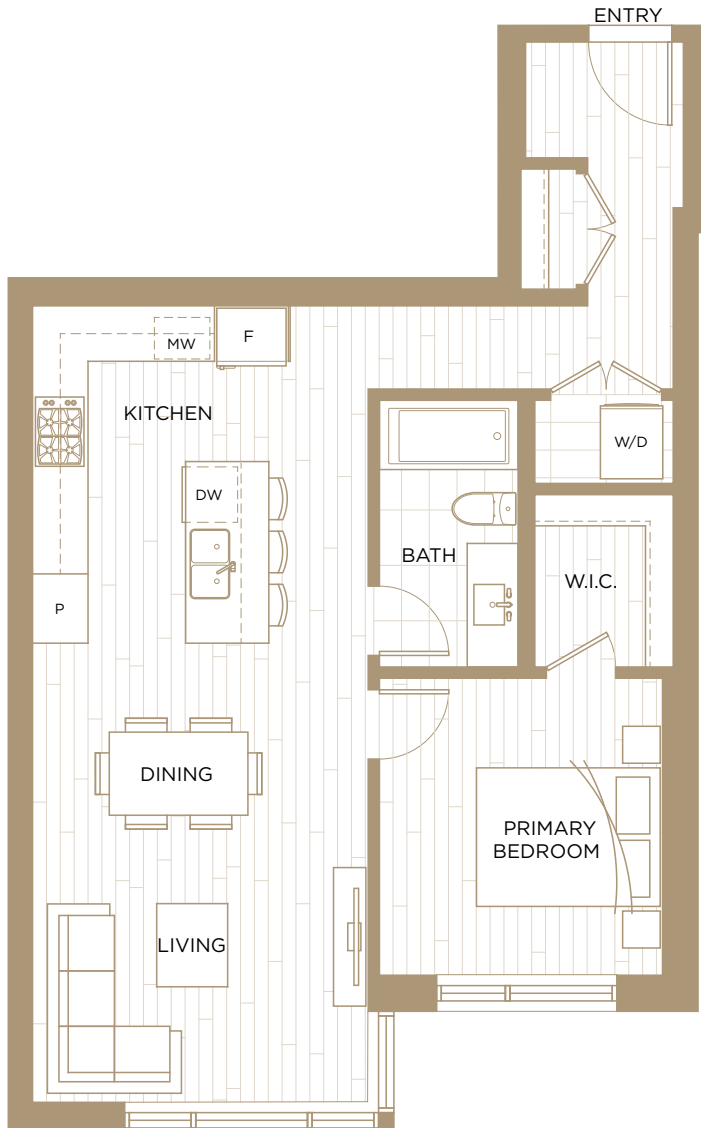 ENTRY
MW
F
KITCHEN
W/D
DW
BATH
W.I.C.
P
DINING
PRIMARY
BEDROOM
LIVING